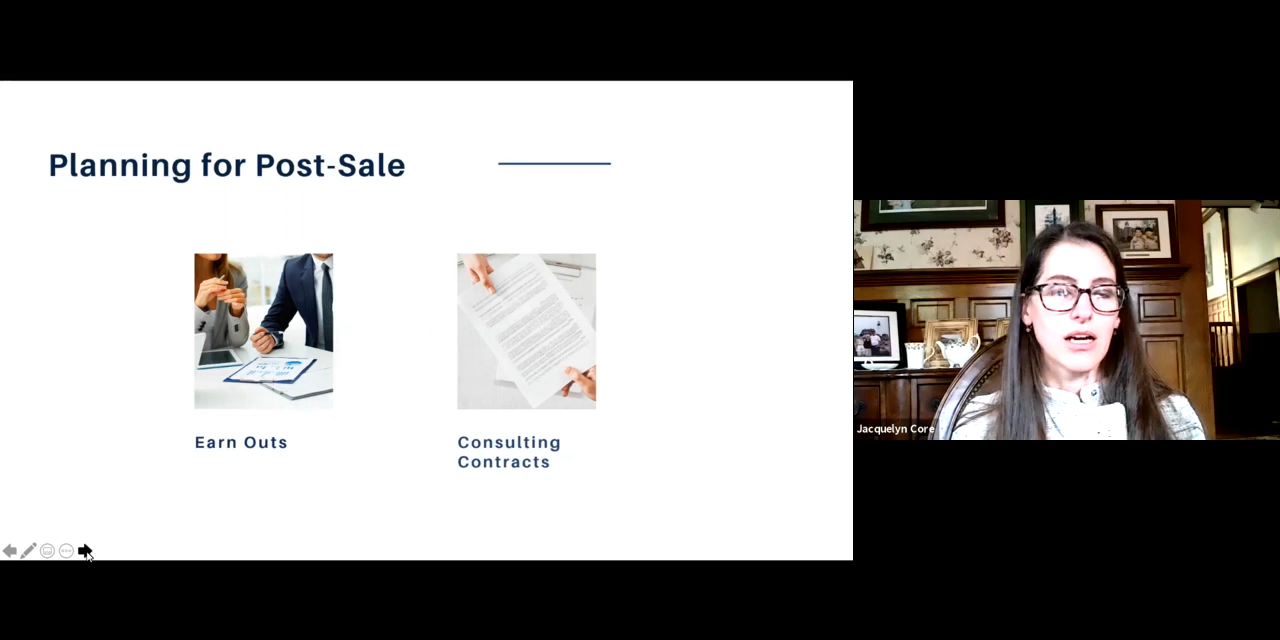 Planning for Post-Sale
Earn Outs
Consulting
Contracts
Jacquelyn Core